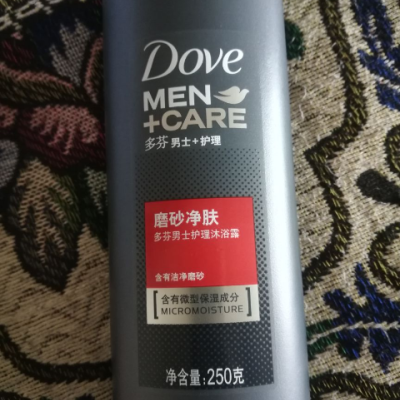 Dove
MEN
+CARE
多芬男士+护理
磨砂净肤
多芬男士护理沐浴露
含有洁净磨砂
含有微型保湿成分
MICROMOISTURE
净含量:250克